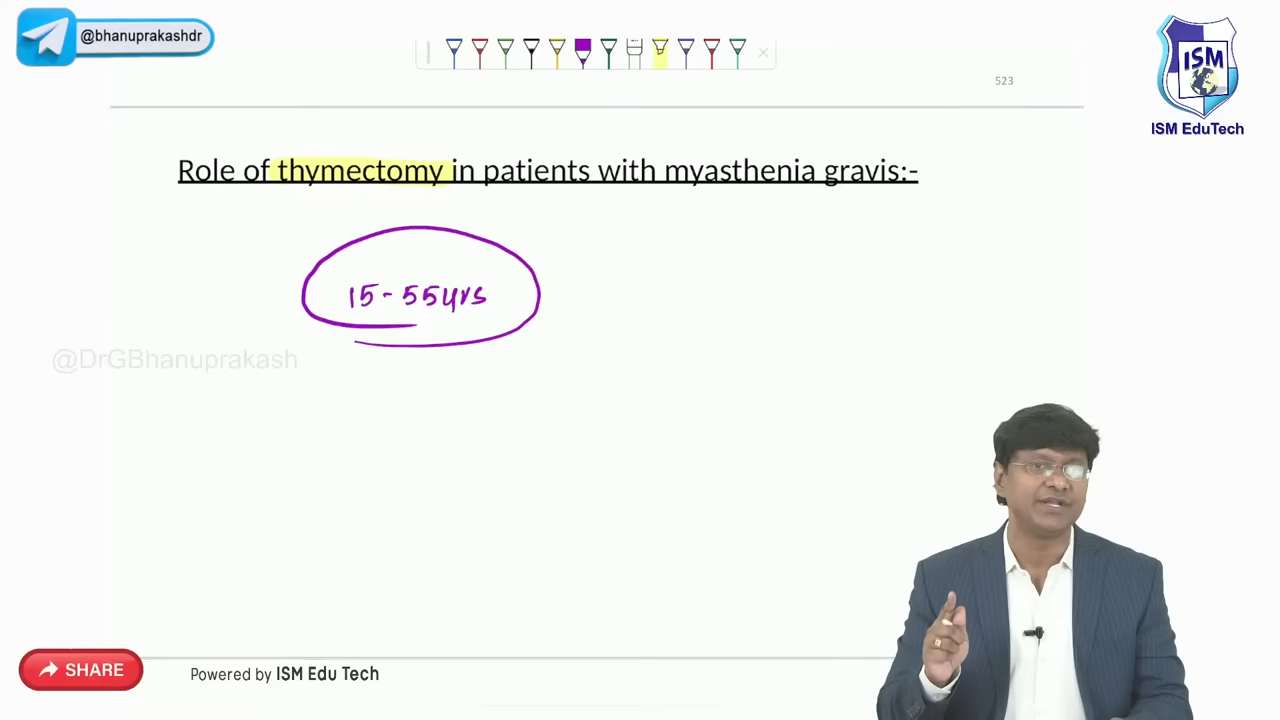 @bhanuprakashdr
523
ISM
ISM EduTech
Role of thymectomy in patients with myasthenia gravis:-
15-55yrs
@DrGBhanuprakash
SHARE
Powered by ISM Edu Tech